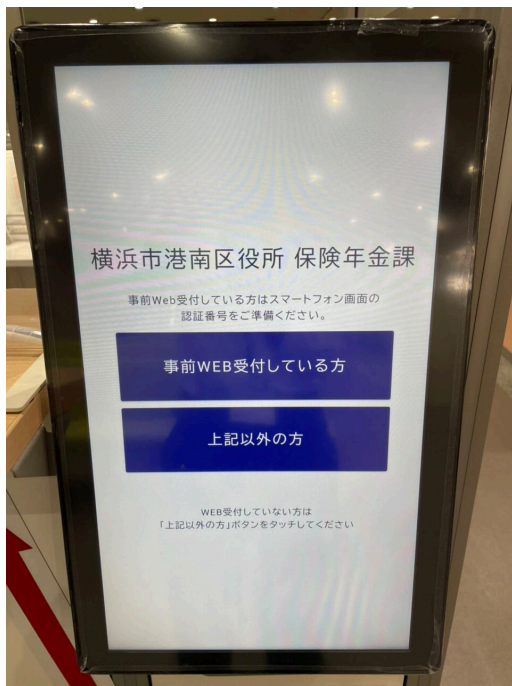 横浜市港南区役所 保険年金課
事前Web受付している方はスマートフォン画面の
認証番号をご準備ください。
事前WEB受付している方
上記以外の方
WEB受付していない方は
「上記以外の方」ボタンをタッチしてください